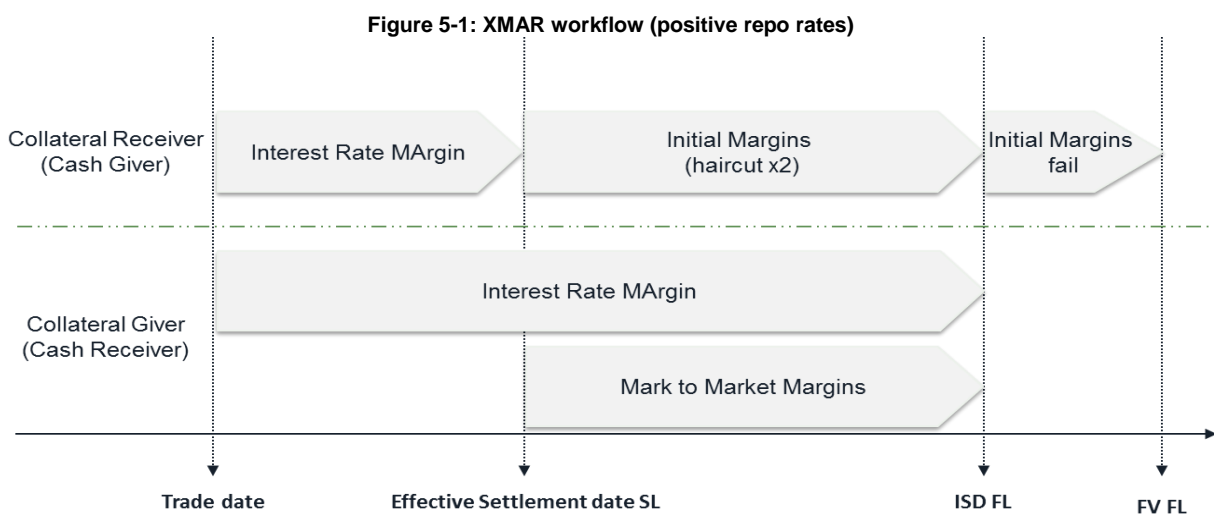 Figure 5-1: XMAR workflow (positive repo rates)
Collateral Receiver
(Cash Giver)
Interest Rate MArgin
Initial Margins
(haircut x2)
Initial Margins
fail
Collateral Giver
(Cash Receiver)
Interest Rate MArgin
Mark to Market Margins
Trade date
Effective Settlement date SL
ISD FL
FV FL